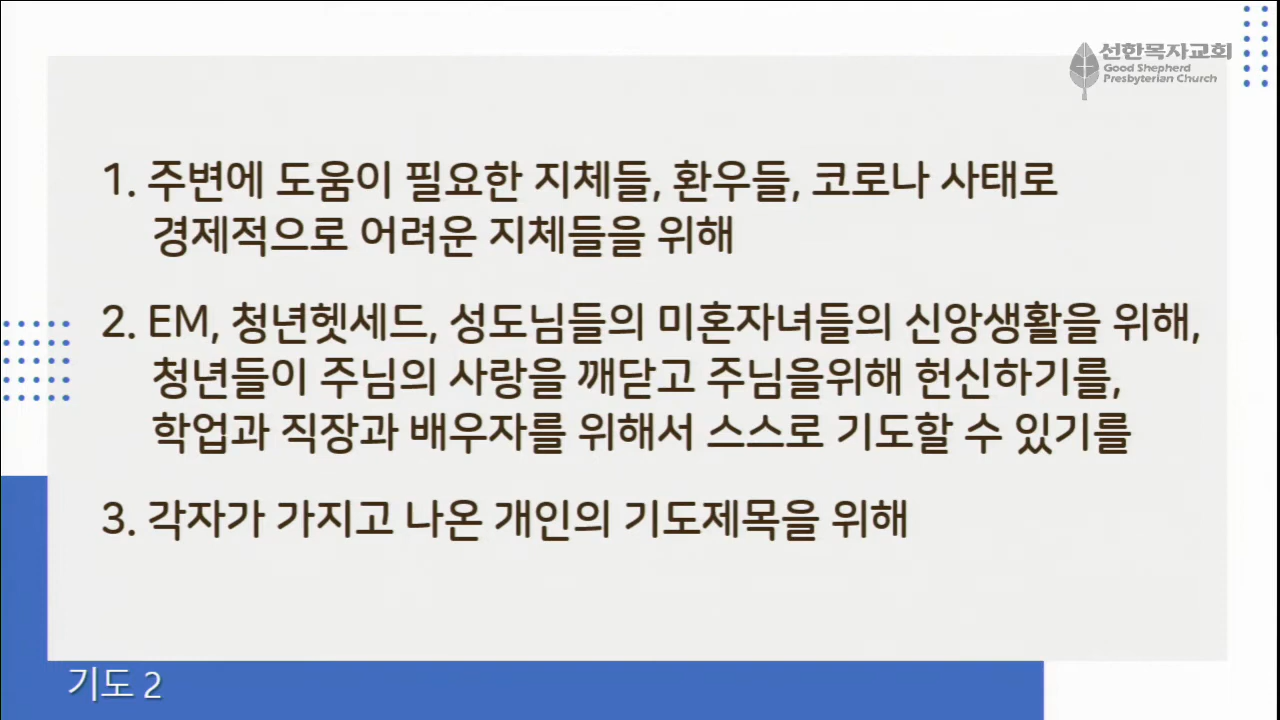 선한목자교회
Good Shepherd
Presbyterian Church
1. 주변에 도움이 필요한 지체들, 환우들, 코로나 사태로
경제적으로 어려운 지체들을 위해
2. EM, 청년헷세드, 성도님들의 미혼자녀들의 신앙생활을 위해,
청년들이 주님의 사랑을 깨닫고 주님을위해 헌신하기를,
학업과 직장과 배우자를 위해서 스스로 기도할 수 있기를
3. 각자가 가지고 나온 개인의 기도제목을 위해
기도 2